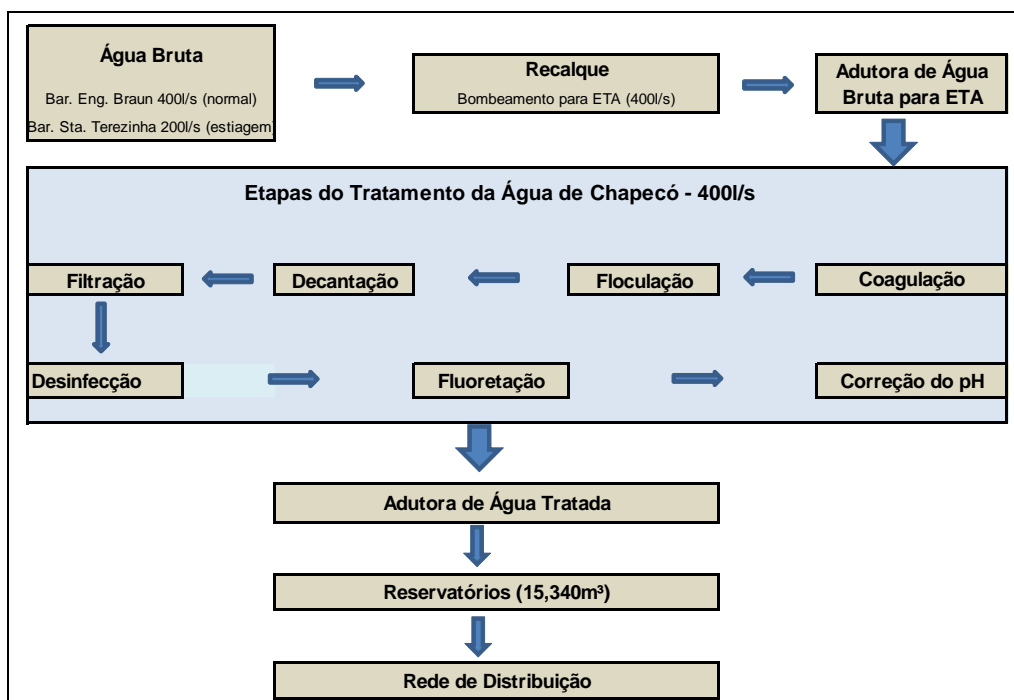 Água Bruta
Bar. Eng. Braun 400l/s (normal)
Bar. Sta. Terezinha 200l/s (estiagem)
Recalque
Bombeamento para ETA (400l/s)
Adutora de Água
Bruta para ETA
Etapas do Tratamento da Água de Chapecó - 400l/s
Coagulação
Floculação
Decantação
Filtração
Desinfecção
Fluoretação
Correção do pH
Adutora de Água Tratada
Reservatórios (15,340m³)
Rede de Distribuição